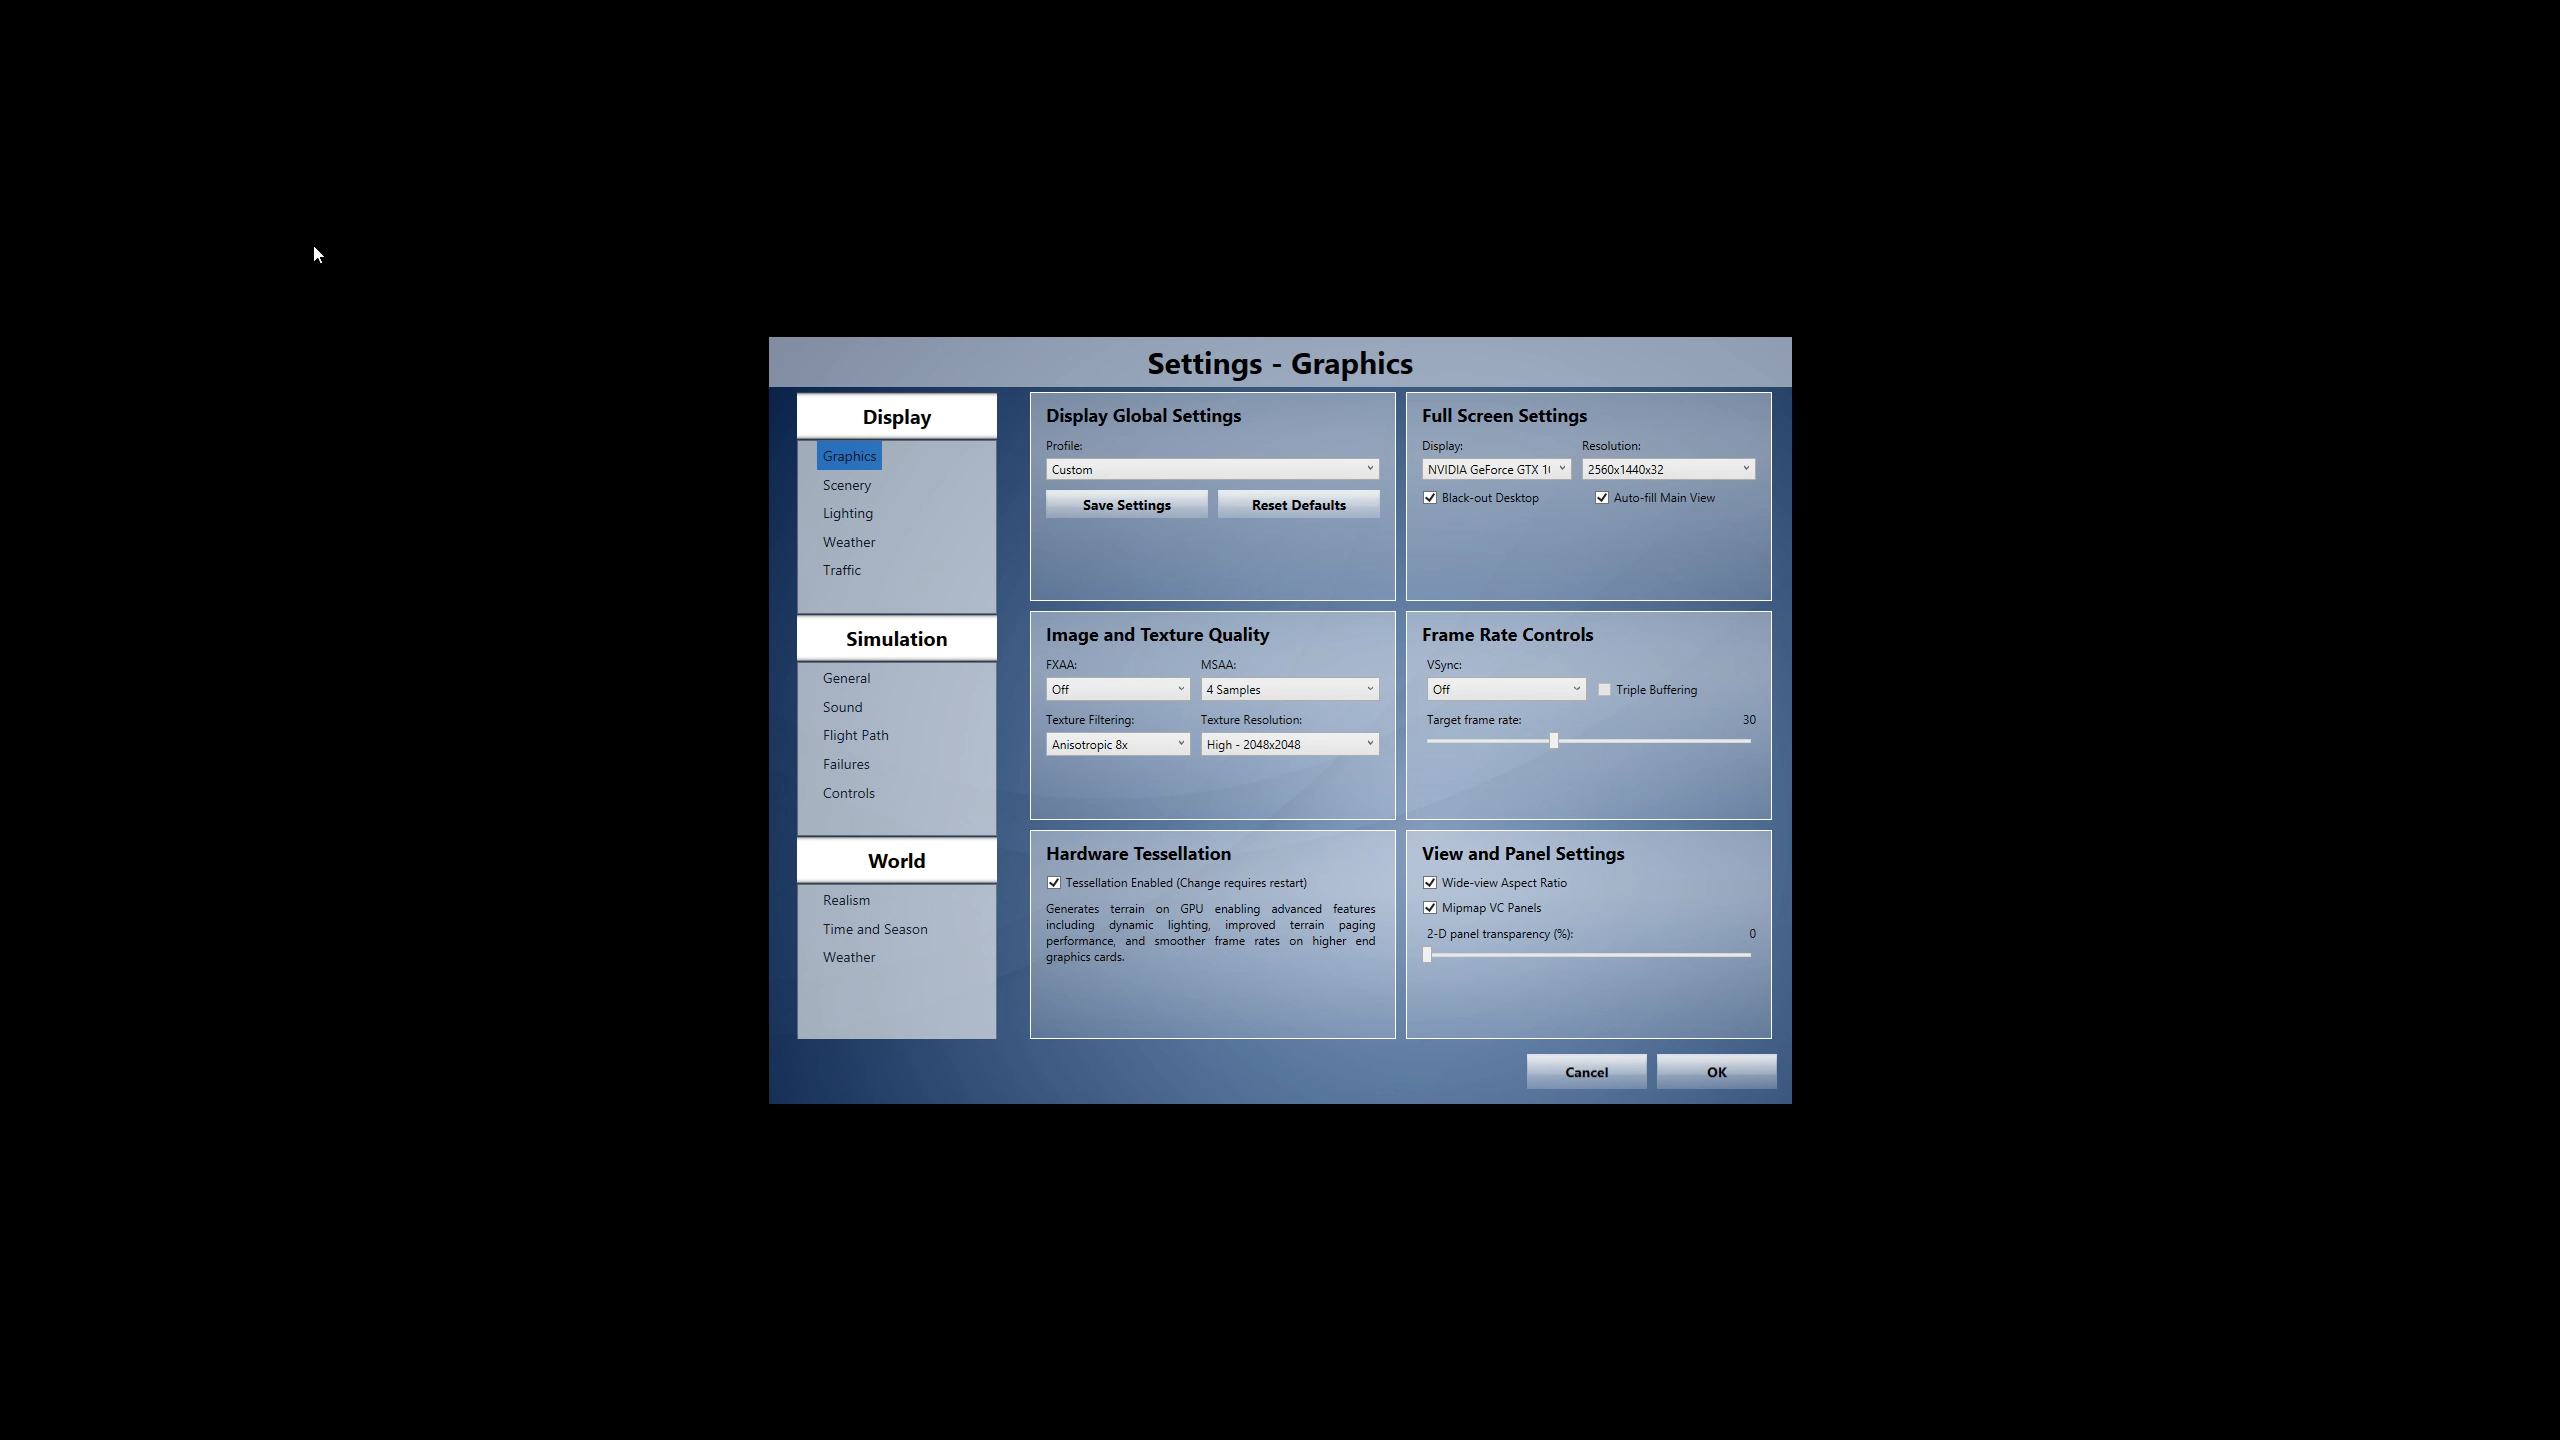 Settings - Graphics
Display
Graphics
Scenery
Lighting
Weather
Traffic
Simulation
General
Sound
Flight Path
Failures
Controls
World
Realism
Time and Season
Weather
Display Global Settings
Profile:
Custom
Save Settings Reset Defaults
Full Screen Settings
Display: Resolution:
NVIDIA GeForce GTX 2560x1440x32
Black-out Desktop Auto-fill Main View
Image and Texture Quality
FXAA: MSAA:
Off 4 Samples
Texture Filtering: Texture Resolution:
Anisotropic 8x High - 2048x2048
Frame Rate Controls
VSync:
Off Triple Buffering
Target frame rate: 30
Hardware Tessellation
Tessellation Enabled (Change requires restart)
Generates terrain on GPU enabling advanced features
including dynamic lighting, improved terrain paging
performance, and smoother frame rates on higher end
graphics cards.
View and Panel Settings
Wide-view Aspect Ratio
Mipmap VC Panels
2-D panel transparency (%): 0
Cancel OK